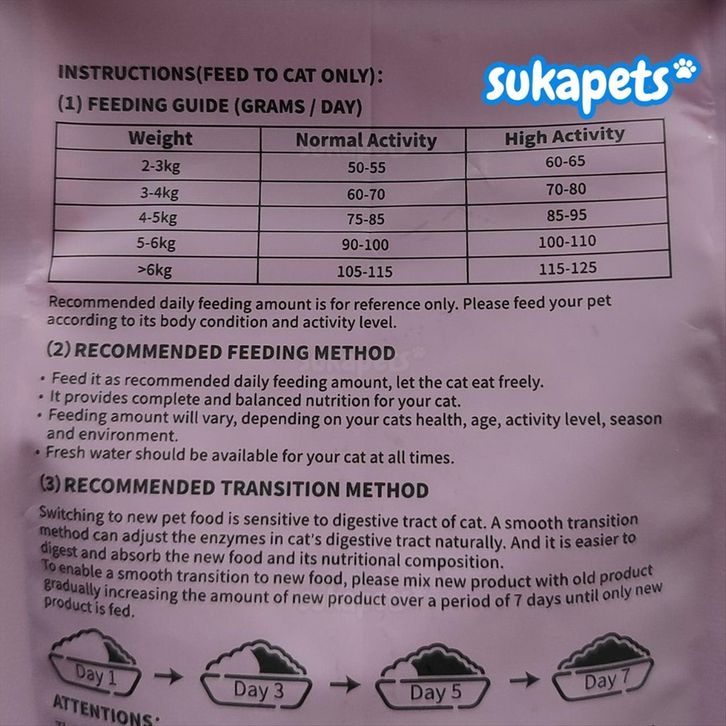 sukapets
INSTRUCTIONS(FEED TO CAT ONLY):
(1) FEEDING GUIDE (GRAMS / DAY)
Weight Normal Activity High Activity
2-3kg 50-55 60-65
3-4kg 60-70 70-80
4-5kg 75-85 85-95
5-6kg 90-100 100-110
>6kg 105-115 115-125
Recommended daily feeding amount is for reference only. Please feed your pet
according to its body condition and activity level.
(2) RECOMMENDED FEEDING METHOD
• Feed it as recommended daily feeding amount, let the cat eat freely.
• It provides complete and balanced nutrition for your cat.
• Feeding amount will vary, depending on your cats health, age, activity level, season
and environment.
• Fresh water should be available for your cat at all times.
(3) RECOMMENDED TRANSITION METHOD
Switching to new pet food is sensitive to digestive tract of cat. A smooth transition
method can adjust the enzymes in cat's digestive tract naturally. And it is easier to
digest and absorb the new food and its nutritional composition.
To enable a smooth transition to new food, please mix new product with old product
gradually increasing the amount of new product over a period of 7 days until only new
product is fed.
Day 1 → Day 3 → Day 5 → Day 7
ATTENTIONS: